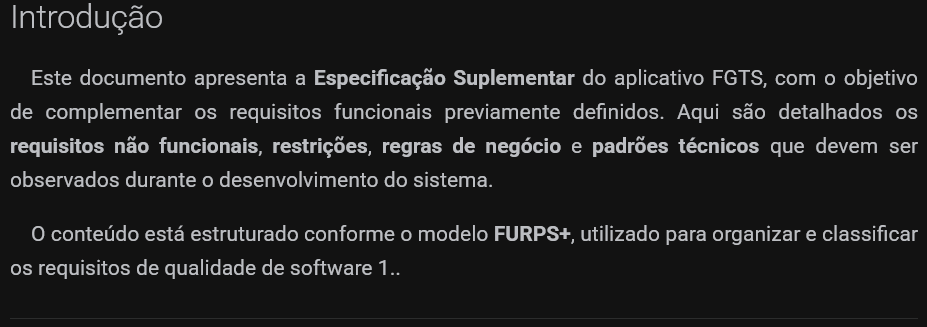 Introdução
Este documento apresenta a Especificação Suplementar do aplicativo FGTS, com o objetivo
de complementar os requisitos funcionais previamente definidos. Aqui são detalhados os
requisitos não funcionais, restrições, regras de negócio e padrões técnicos que devem ser
observados durante o desenvolvimento do sistema.
O conteúdo está estruturado conforme o modelo FURPS+, utilizado para organizar e classificar
os requisitos de qualidade de software 1..